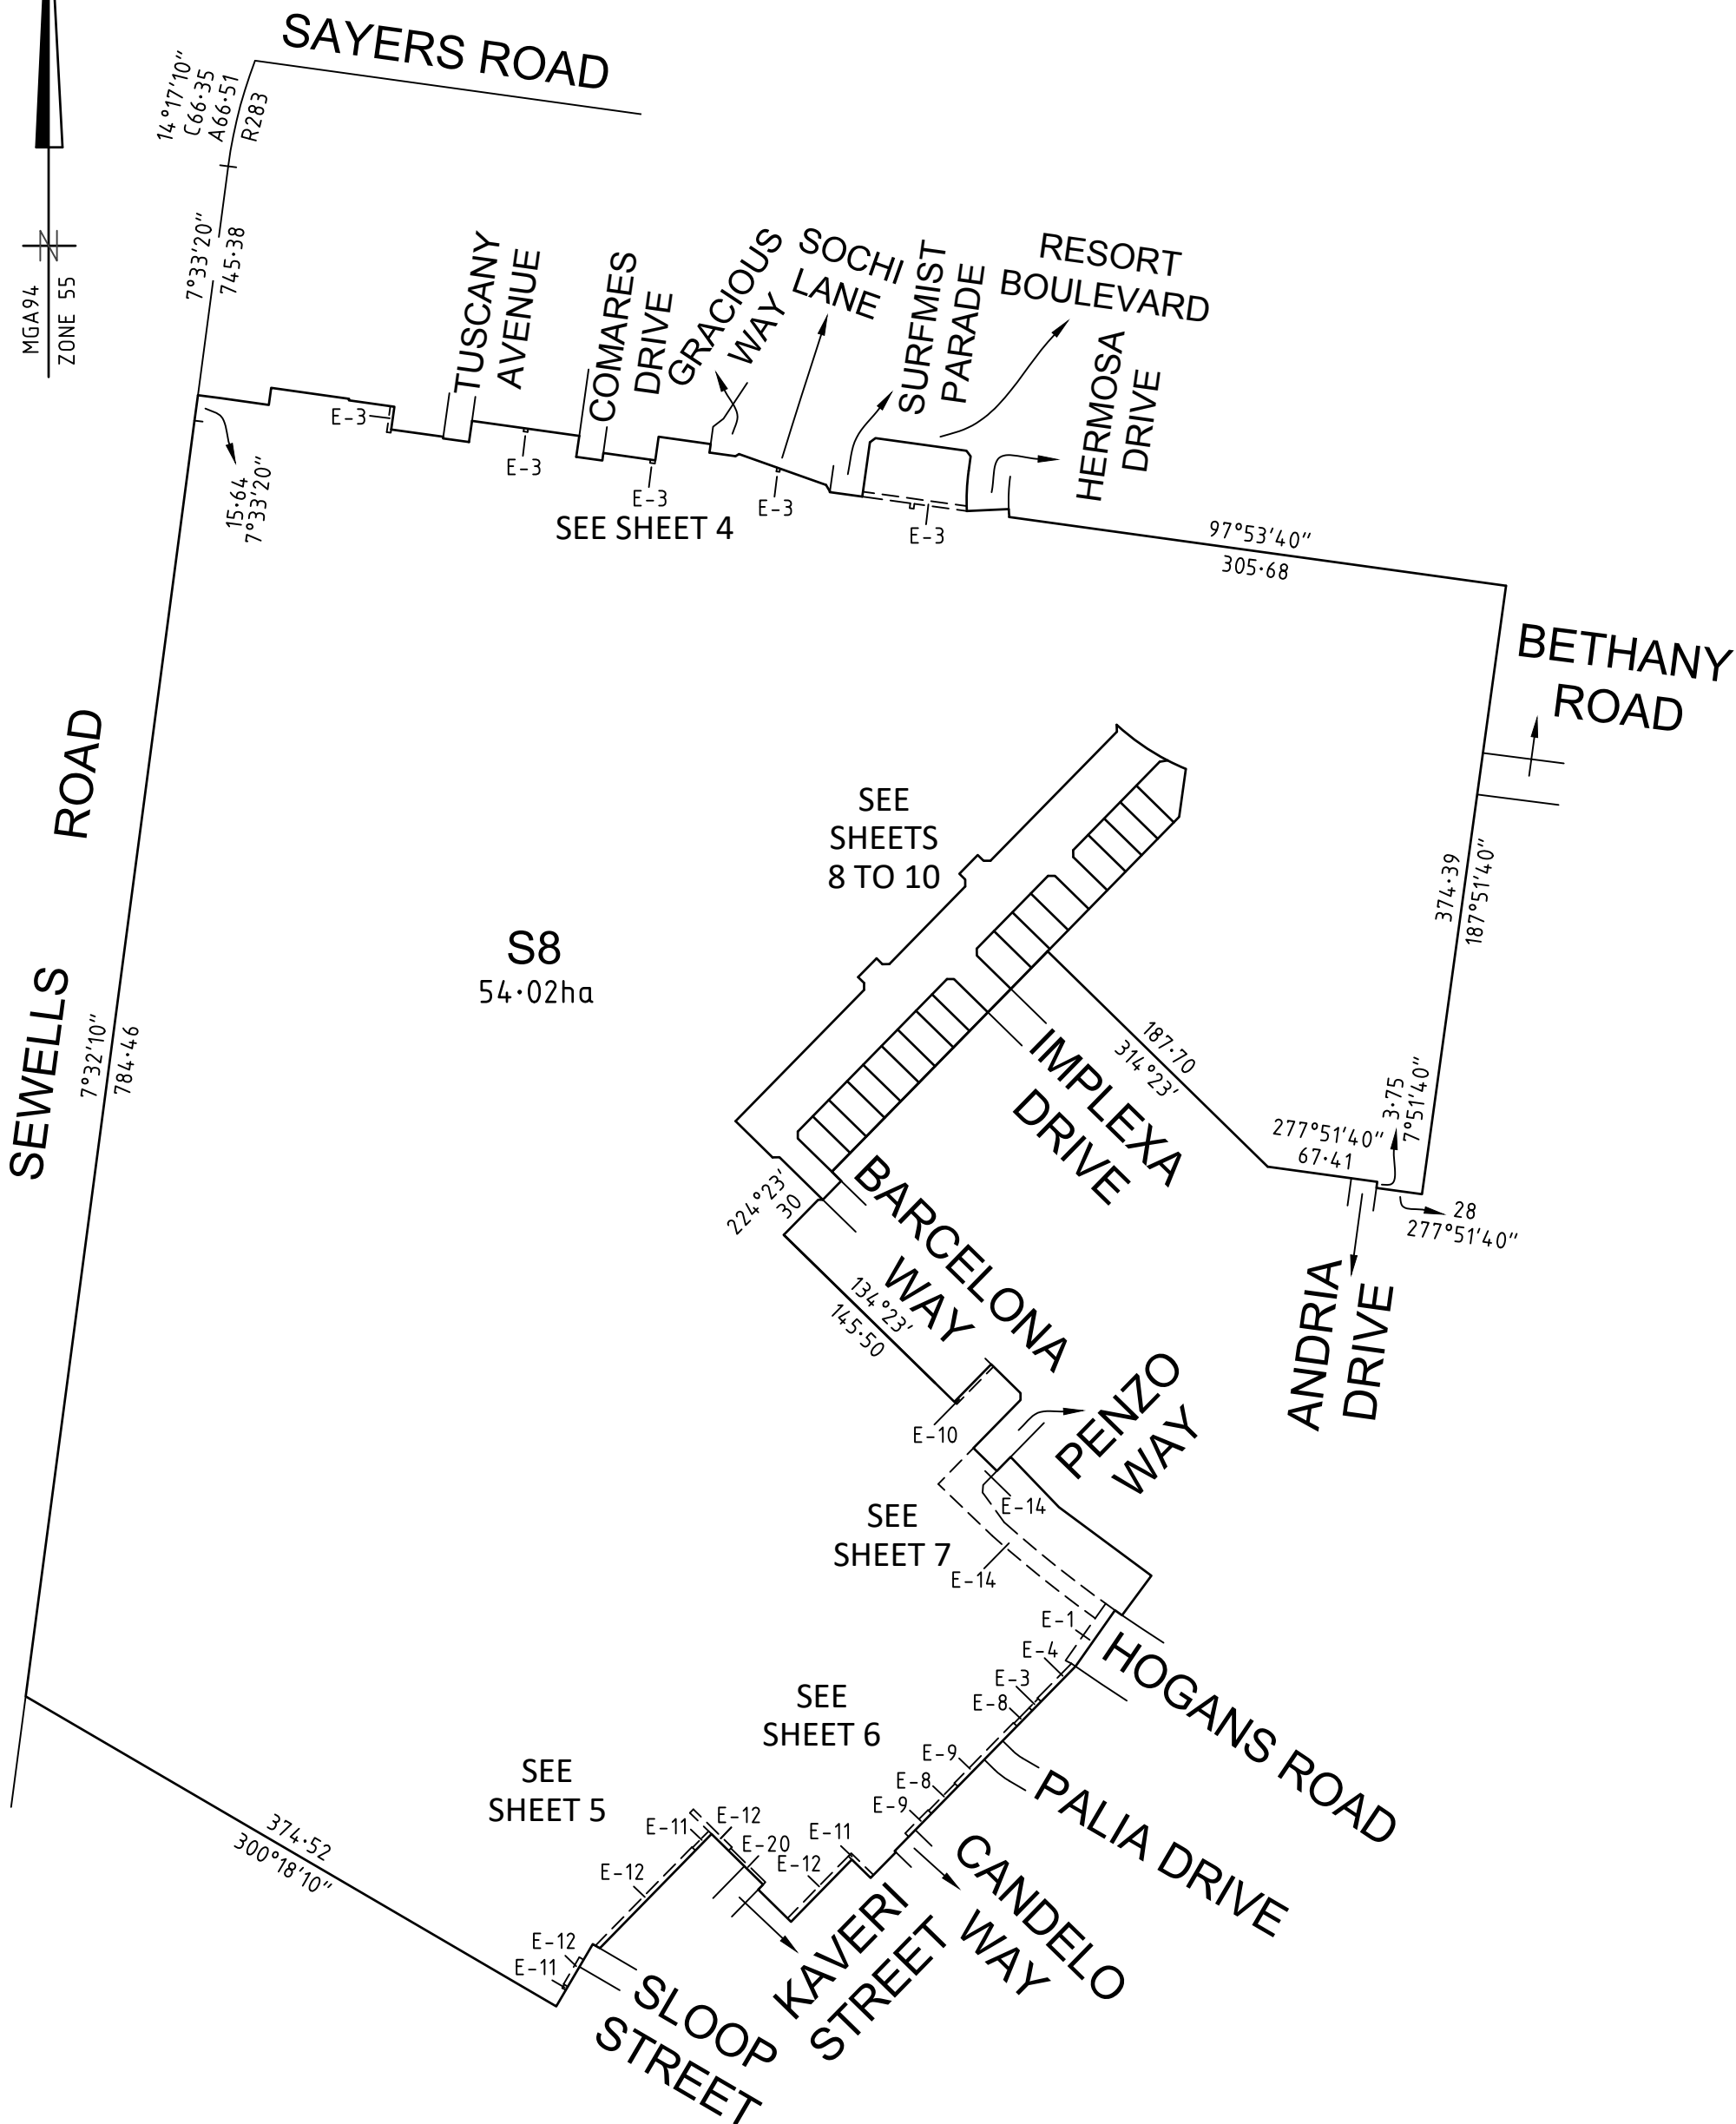 SAYERS ROAD
14°17'10"
C66·35
A66·51
R283
MGA94
ZONE 55
N
7°33'20"
745·38
TUSCANY
AVENUE
COMARES
DRIVE
GRACIOUS
WAY
SOCHI
LANE
SURFMIST
PARADE
RESORT
BOULEVARD
HERMOSA
DRIVE
E-3
E-3
E-3
E-3
E-3
15·64
7°33'20"
SEE SHEET 4
97°53'40"
305·68
BETHANY
ROAD
SEWELLS ROAD
7°32'10"
784·46
SEE
SHEETS
8 TO 10
S8
54·02ha
374·39
187°51'40"
187·70
314°23'
IMPLEXA
DRIVE
277°51'40"
67·41
3·75
7°51'40"
28
277°51'40"
ANDRIA
DRIVE
224°23'
30
BARCELONA
WAY
134°23'
145·50
PENZO
WAY
E-10
E-14
SEE
SHEET 7
E-14
E-1
E-4
E-3
E-8
HOGANS ROAD
SEE
SHEET 6
E-9
E-8
E-9
PALIA DRIVE
SEE
SHEET 5
E-11
E-12
E-20
E-11
E-12
E-12
CANDELO
WAY
KAVERI
STREET
374·52
300°18'10"
E-12
E-11
SLOOP
STREET